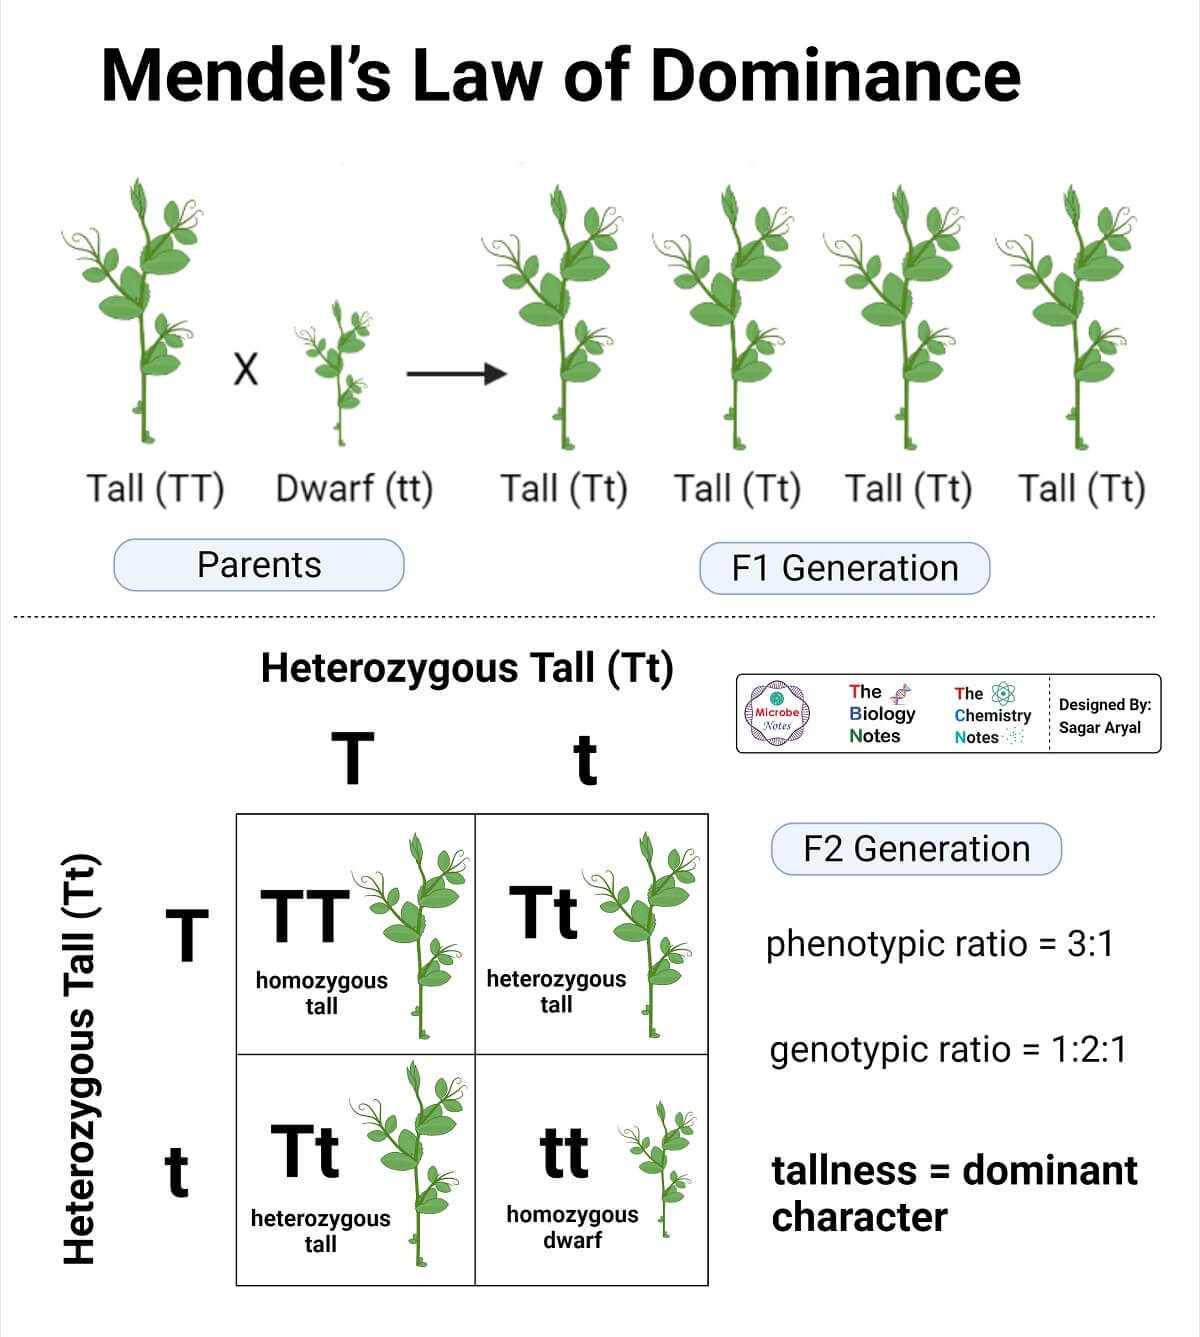 Mendel's Law of Dominance
X
Tall (TT)
Dwarf (tt)
Tall (Tt)
Tall (Tt)
Tall (Tt)
Tall (Tt)
Parents
F1 Generation
Heterozygous Tall (Tt)
Microbe
Notes
The
Biology
Notes
The
Chemistry
Notes
Designed By:
Sagar Aryal
T
t
Heterozygous Tall (Tt)
T
TT
homozygous
tall
Tt
heterozygous
tall
t
Tt
heterozygous
tall
tt
homozygous
dwarf
F2 Generation
phenotypic ratio = 3:1
genotypic ratio = 1:2:1
tallness = dominant
character